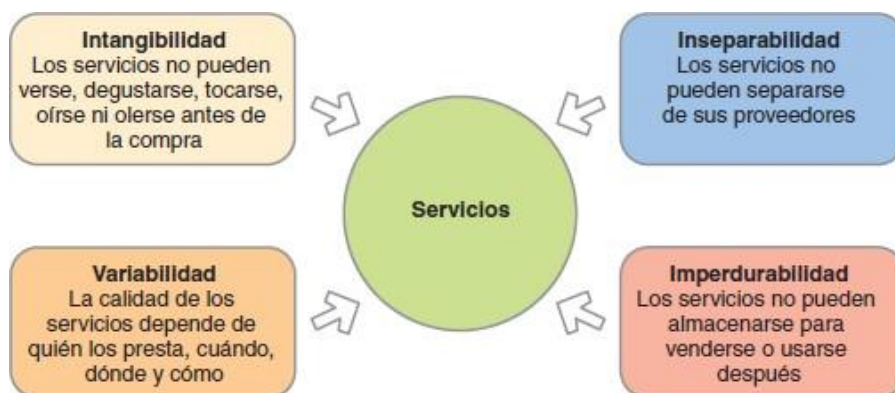 Intangibilidad
Los servicios no pueden
verse, degustarse, tocarse,
oírse ni olerse antes de
la compra
Inseparabilidad
Los servicios no
pueden separarse
de sus proveedores
Servicios
Variabilidad
La calidad de los
servicios depende de
quién los presta, cuándo,
dónde y cómo
Imperdurabilidad
Los servicios no pueden
almacenarse para
venderse o usarse
después